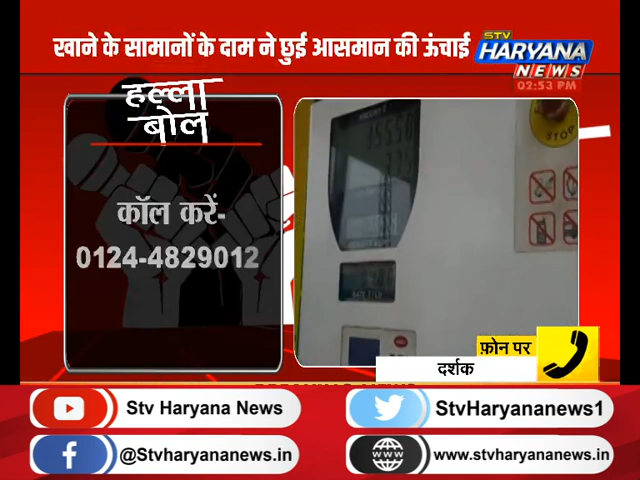 खाने के सामानों के दाम ने छुई आसमान की ऊंचाई
STV
HARYANA
NEWS
02:53 PM
हल्ला
बोल
कॉल करें-
0124-4829012
STOP
फ़ोन पर
दर्शक
Stv Haryana News
StvHaryananews1
@Stvharyananews.in
www.stvharyananews.in